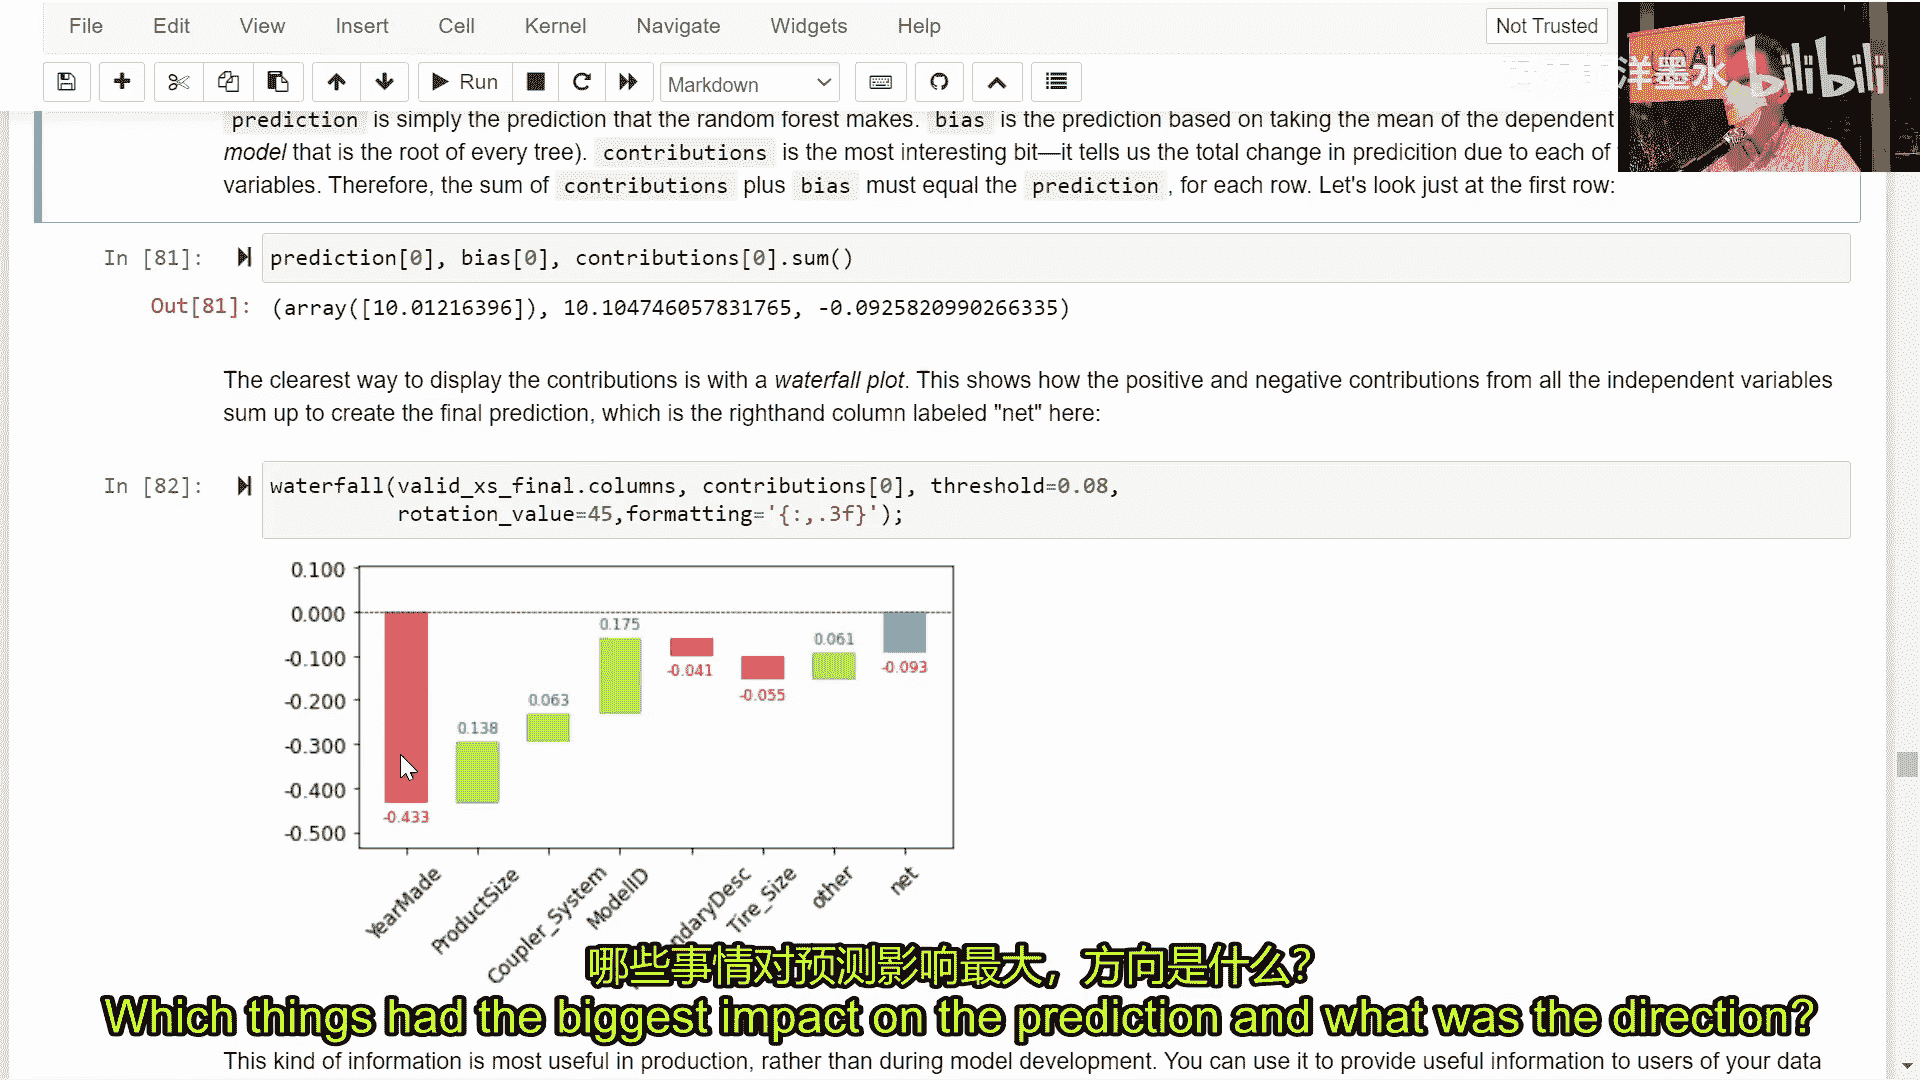 File Edit View Insert Cell Kernel Navigate Widgets Help Not Trusted
Run Markdown
洋墨水 bilibili
prediction is simply the prediction that the random forest makes. bias is the prediction based on taking the mean of the dependent
model that is the root of every tree). contributions is the most interesting bit—it tells us the total change in predicition due to each of
variables. Therefore, the sum of contributions plus bias must equal the prediction , for each row. Let's look just at the first row:
In [81]: prediction[0], bias[0], contributions[0].sum()
Out[81]: (array([10.01216396]), 10.104746057831765, -0.0925820990266335)
The clearest way to display the contributions is with a waterfall plot. This shows how the positive and negative contributions from all the independent variables
sum up to create the final prediction, which is the righthand column labeled "net" here:
In [82]: waterfall(valid_xs_final.columns, contributions[0], threshold=0.08,
rotation_value=45,formatting='{:,.3f}');
0.100
0.000
-0.100
-0.200
-0.300
-0.400
-0.500
-0.433
0.138
0.063
0.175
-0.041
-0.055
0.061
-0.093
YearMade
ProductSize
Coupler_System
ModelID
ndaryDesc
Tire_Size
other
net
哪些事情对预测影响最大，方向是什么？
Which things had the biggest impact on the prediction and what was the direction?
This kind of information is most useful in production, rather than during model development. You can use it to provide useful information to users of your data